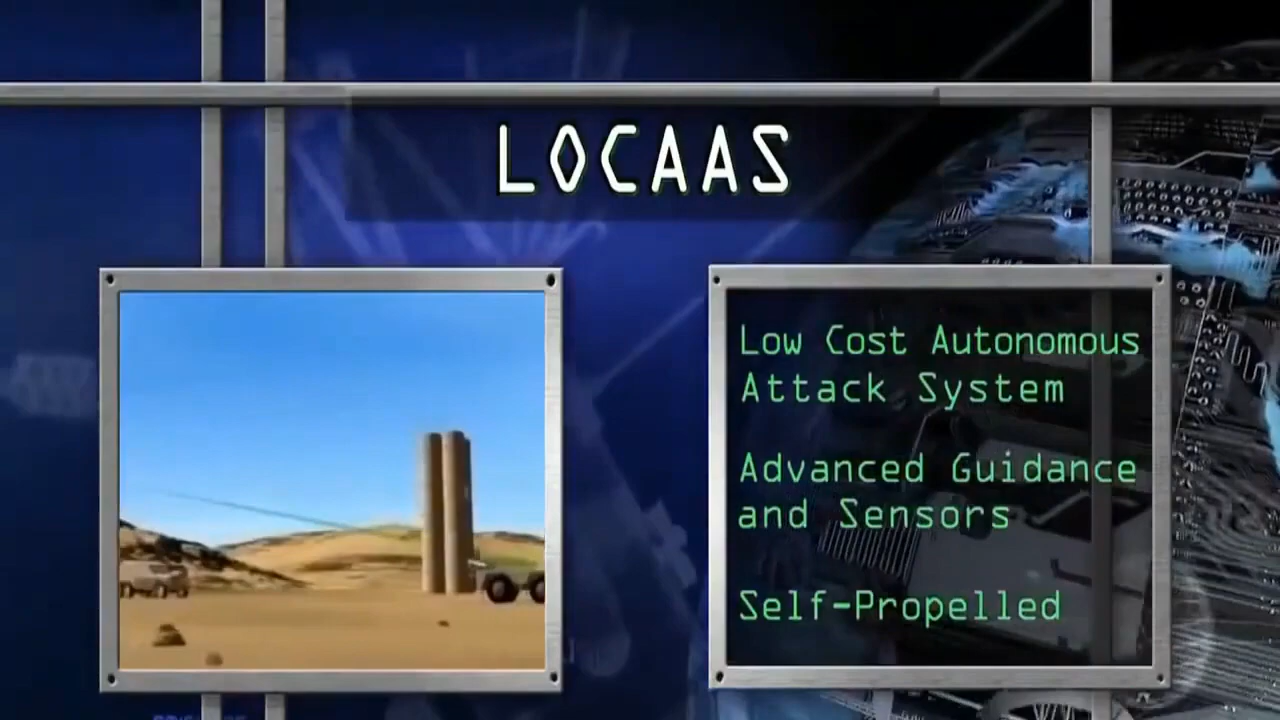 LOCAAS
Low Cost Autonomous
Attack System
Advanced Guidance
and Sensors
Self-Propelled